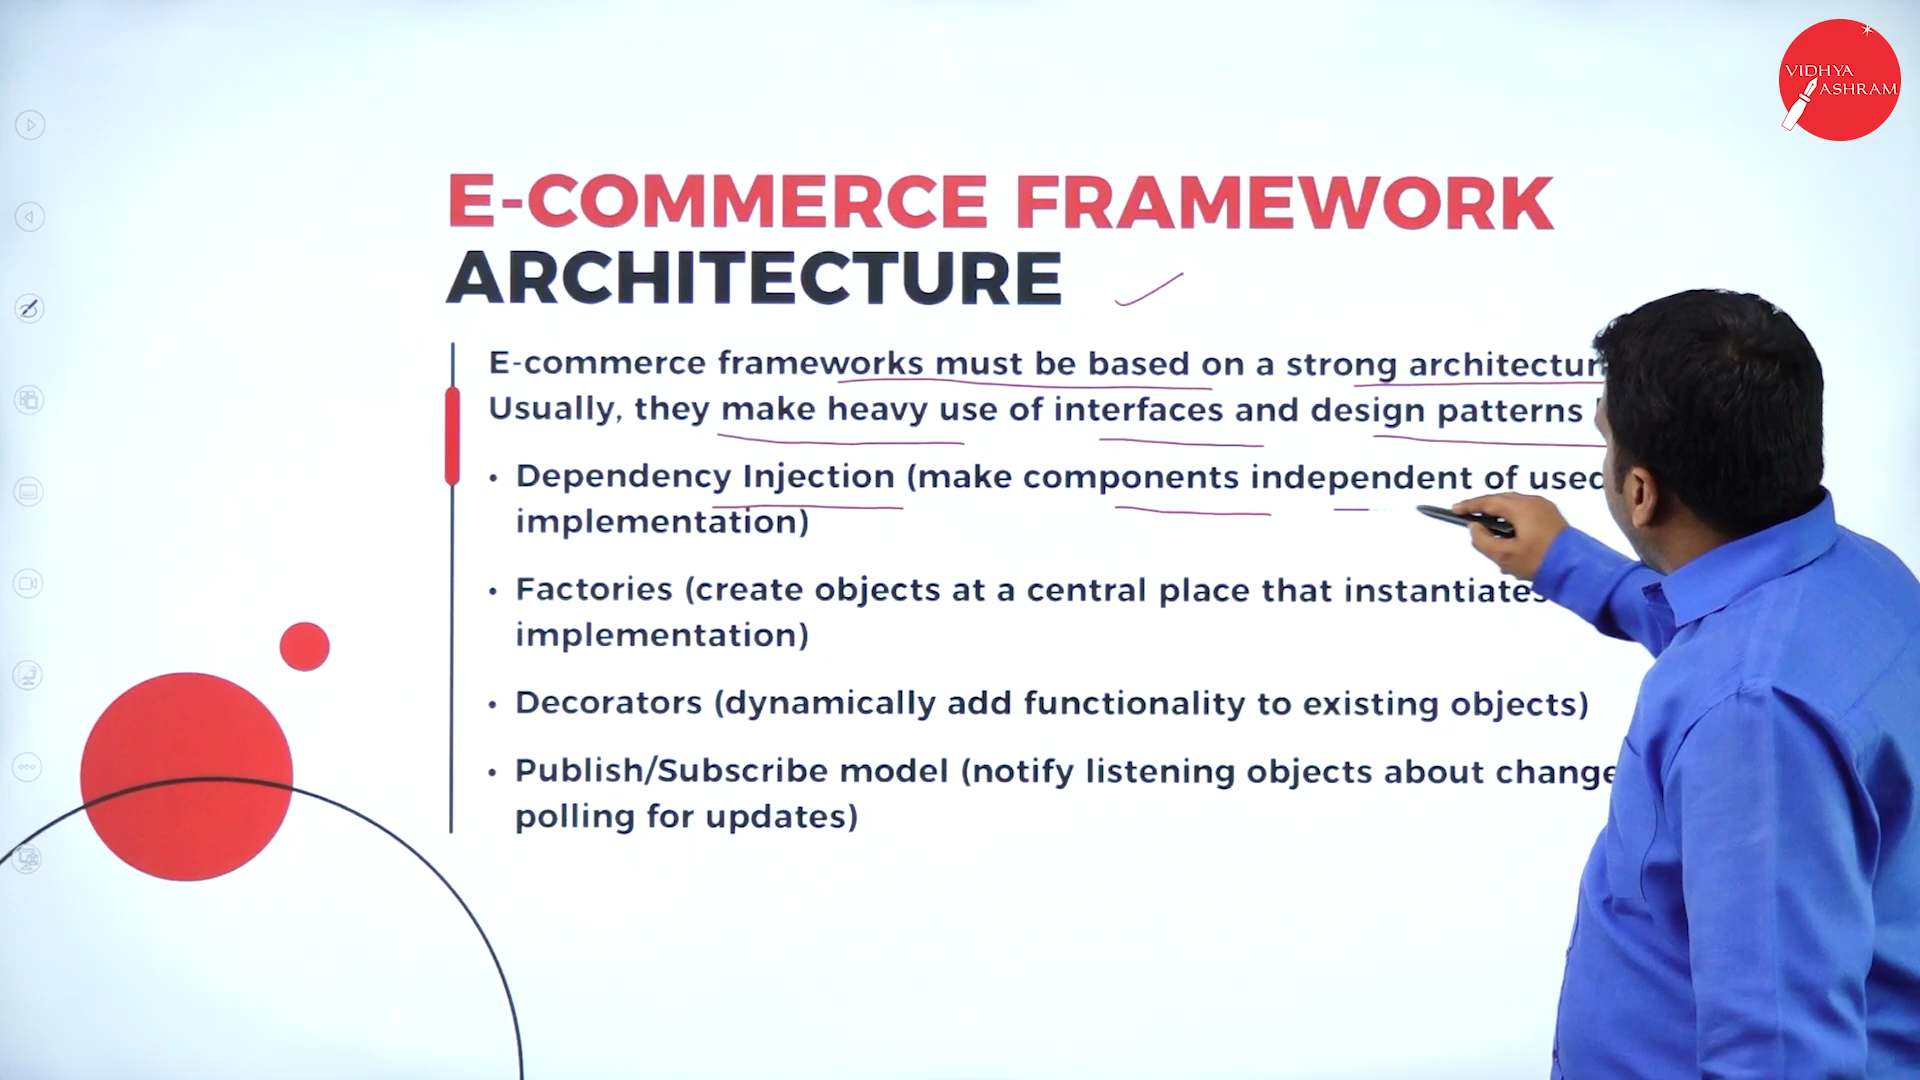 VIDHYA
ASHRAM
E-COMMERCE FRAMEWORK
ARCHITECTURE
E-commerce frameworks must be based on a strong
Usually, they make heavy use of interfaces and design patterns
• Dependency Injection (make components independent of used
implementation)
• Factories (create objects at a central place that instantiates
implementation)
• Decorators (dynamically add functionality to existing objects)
• Publish/Subscribe model (notify listening objects about
polling for updates)